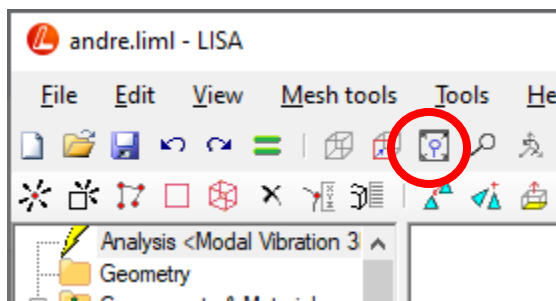 andre.liml - LISA
File Edit View Mesh tools Tools
Analysis <Modal Vibration 3
Geometry